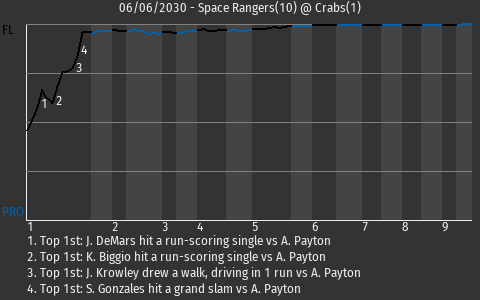 06/06/2030 - Space Rangers(10) @ Crabs(1)
FL
4
3
1
2
PRO
1 2 3 4 5 6 7 8 9
1. Top 1st: J. DeMars hit a run-scoring single vs A. Payton
2. Top 1st: K. Biggio hit a run-scoring single vs A. Payton
3. Top 1st: J. Krowley drew a walk, driving in 1 run vs A. Payton
4. Top 1st: S. Gonzales hit a grand slam vs A. Payton